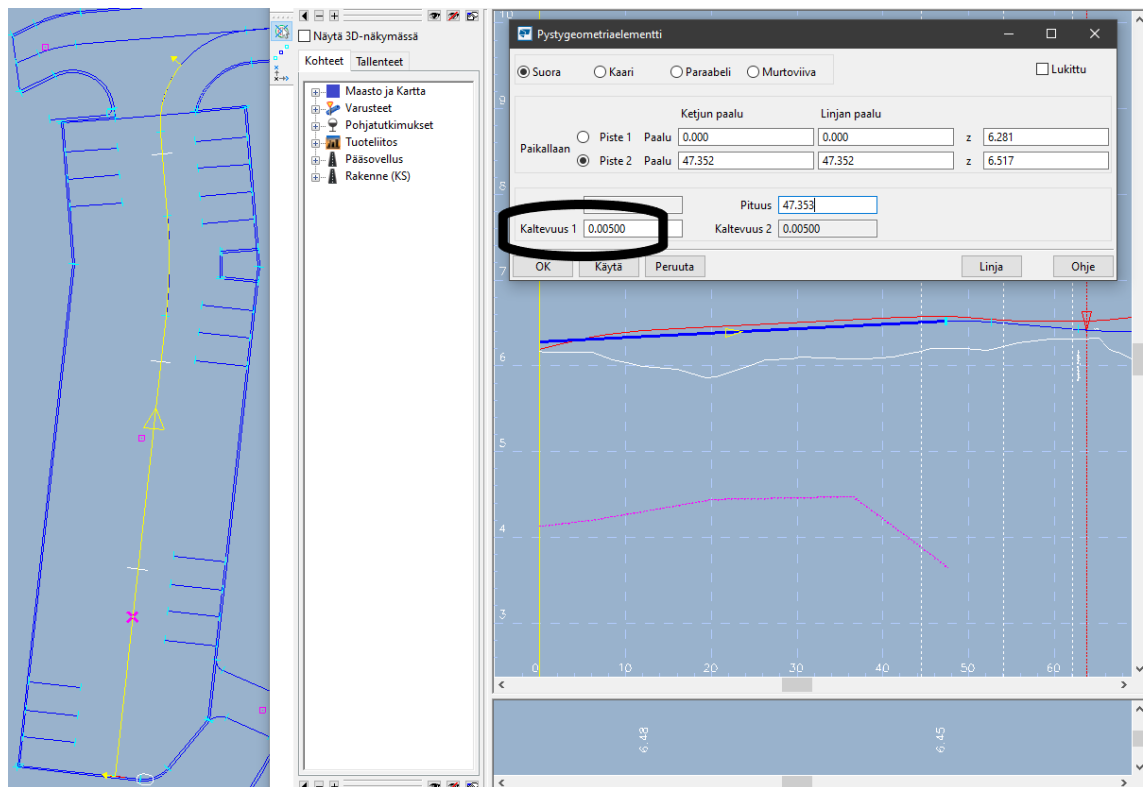 Näytä 3D-näkymässä
Kohteet Tallenteet
Maasto ja Kartta
Varusteet
Pohjatutkimukset
Tuoteliitos
Pääsovellus
Rakenne (KS)
Pystygeometriaelementti
Suora Kaari Paraabeli Murtoviiva Lukittu
Ketjun paalu Linjan paalu
Paikallaan
Piste 1 Paalu 0.000 0.000 z 6.281
Piste 2 Paalu 47.352 47.352 z 6.517
Pituus 47.353
Kaltevuus 1 0.00500 Kaltevuus 2 0.00500
OK Käytä Peruuta Linja Ohje
10
9
8
7
6
5
4
3
0 10 20 30 40 50 60
6.48 6.45